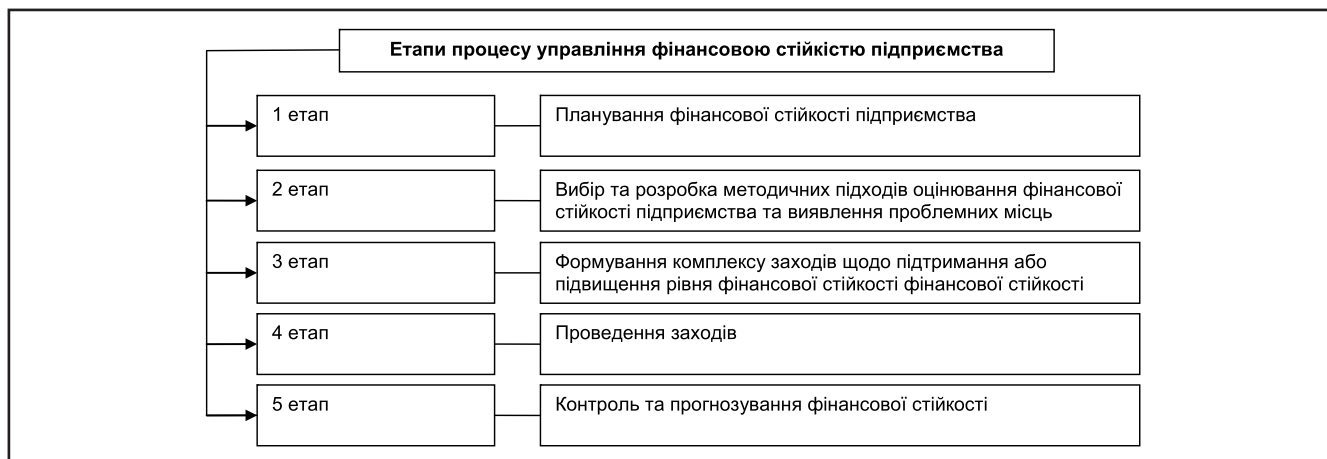 Етапи процесу управління фінансовою стійкістю підприємства
1 етап
Планування фінансової стійкості підприємства
2 етап
Вибір та розробка методичних підходів оцінювання фінансової
стійкості підприємства та виявлення проблемних місць
3 етап
Формування комплексу заходів щодо підтримання або
підвищення рівня фінансової стійкості фінансової стійкості
4 етап
Проведення заходів
5 етап
Контроль та прогнозування фінансової стійкості